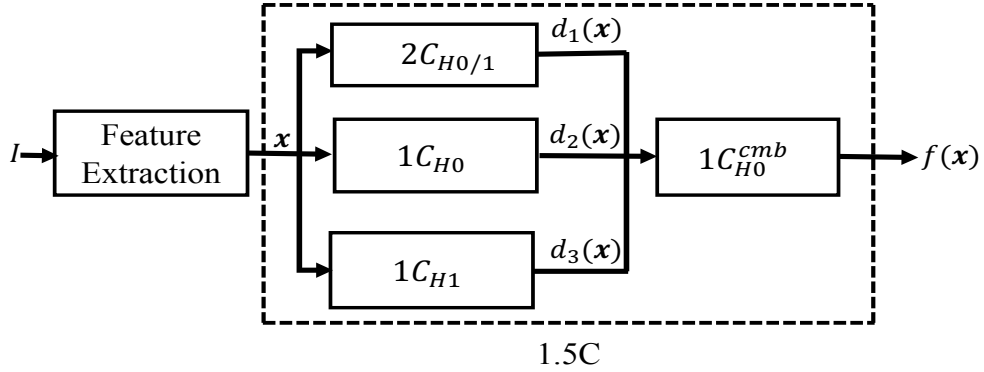 I
Feature
Extraction
x
2C_{H0/1}
1C_{H0}
1C_{H1}
d_1(x)
d_2(x)
d_3(x)
1C_{H0}^{cmb}
f(x)
1.5C